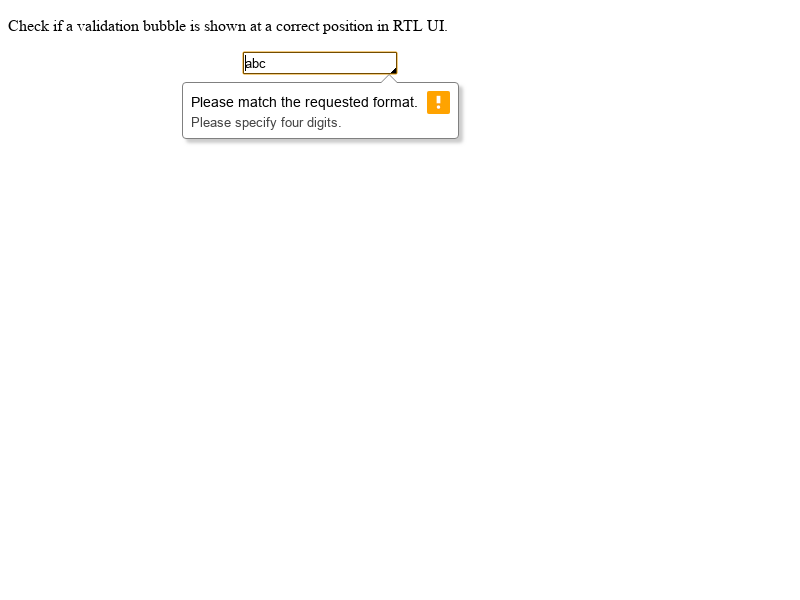 Check if a validation bubble is shown at a correct position in RTL UI.
abc
Please match the requested format.
Please specify four digits.